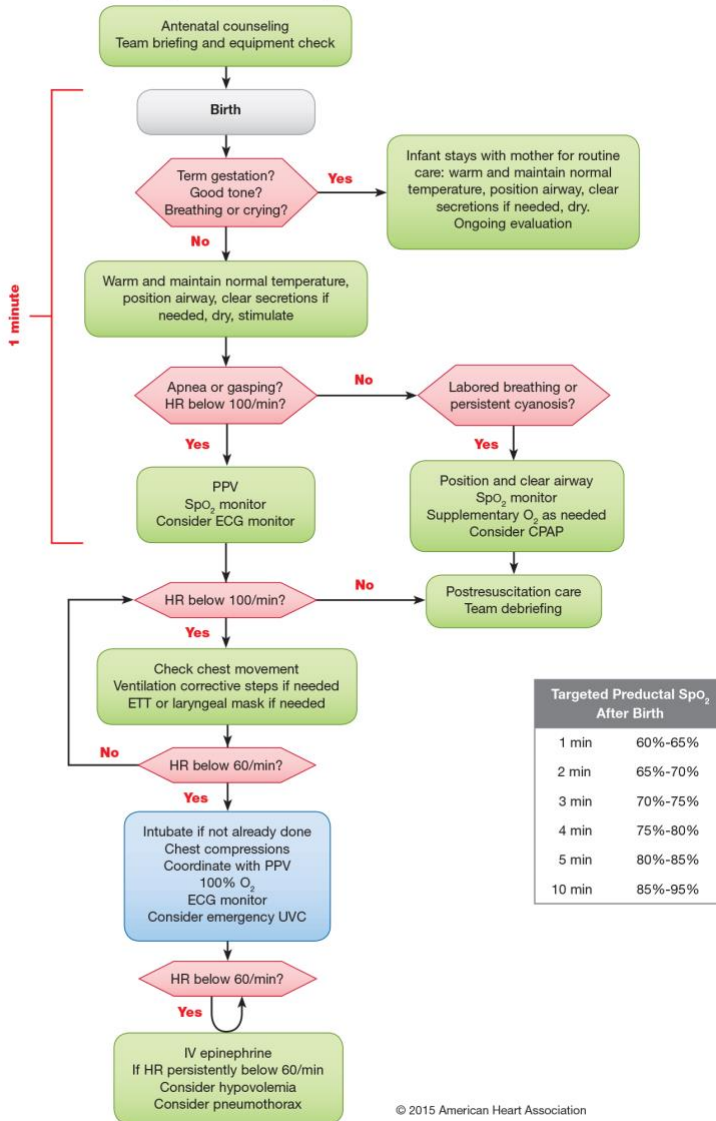 Antenatal counseling
Team briefing and equipment check
Birth
Term gestation?
Good tone?
Breathing or crying?
Yes
Infant stays with mother for routine
care: warm and maintain normal
temperature, position airway, clear
secretions if needed, dry.
Ongoing evaluation
No
1 minute
Warm and maintain normal temperature,
position airway, clear secretions if
needed, dry, stimulate
Apnea or gasping?
HR below 100/min?
No
Labored breathing or
persistent cyanosis?
Yes
Yes
PPV
SpO₂ monitor
Consider ECG monitor
Position and clear airway
SpO₂ monitor
Supplementary O₂ as needed
Consider CPAP
HR below 100/min?
No
Postresuscitation care
Team debriefing
Yes
Check chest movement
Ventilation corrective steps if needed
ETT or laryngeal mask if needed
No
HR below 60/min?
Yes
Intubate if not already done
Chest compressions
Coordinate with PPV
100% O₂
ECG monitor
Consider emergency UVC
HR below 60/min?
Yes
IV epinephrine
If HR persistently below 60/min
Consider hypovolemia
Consider pneumothorax
Targeted Preductal SpO₂
After Birth
1 min 60%-65%
2 min 65%-70%
3 min 70%-75%
4 min 75%-80%
5 min 80%-85%
10 min 85%-95%
© 2015 American Heart Association